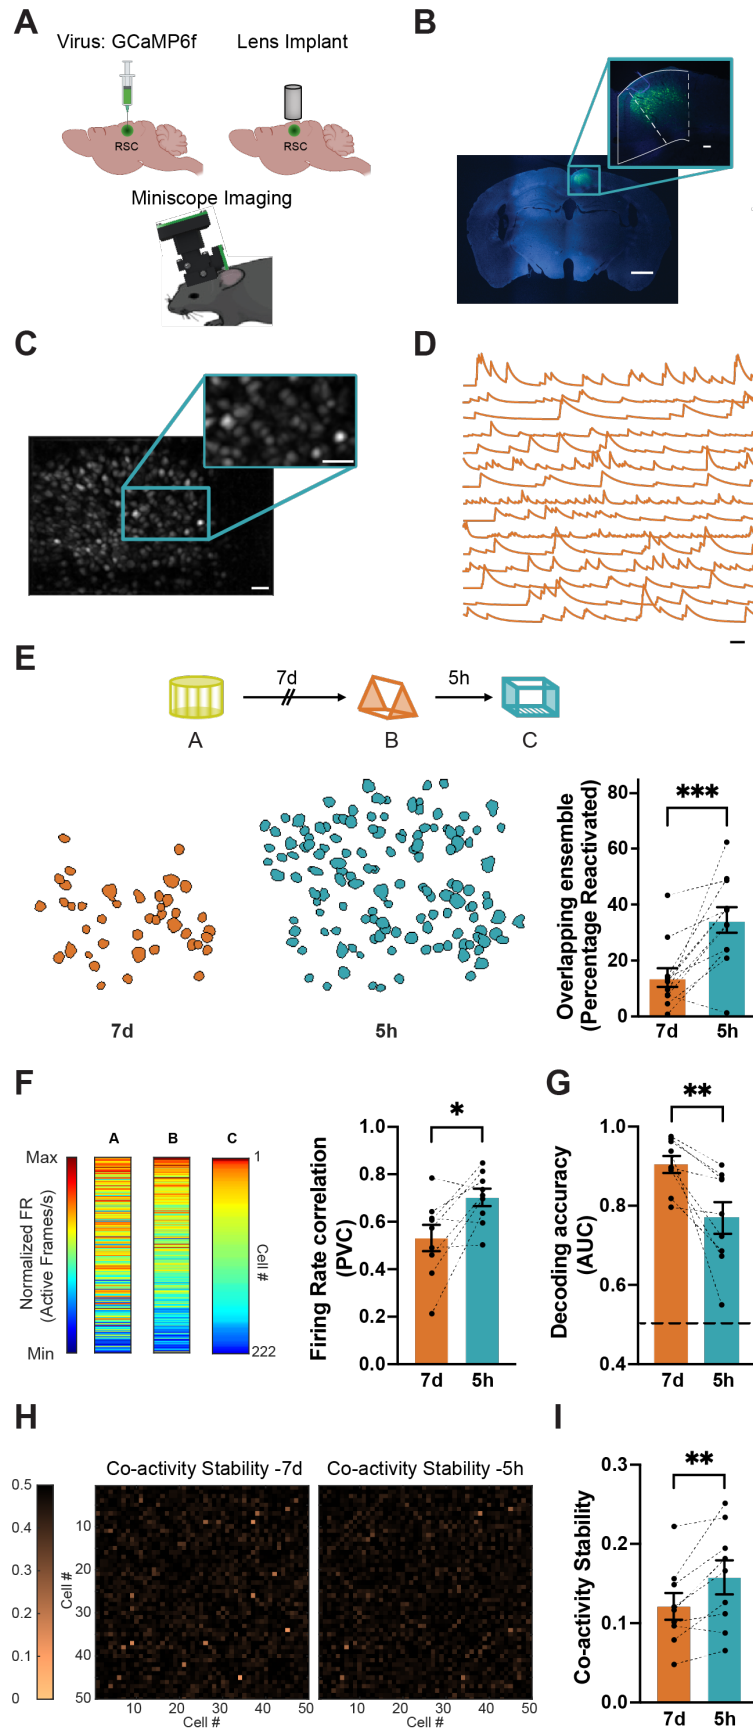 A
Virus: GCaMP6f
Lens Implant
RSC
RSC
Miniscope Imaging
B
C
D
E
7d
5h
A
B
C
7d
5h
Overlapping ensemble
(Percentage Reactivated)
80
60
40
20
0
***
7d
5h
F
A
B
C
Max
Min
Normalized FR
(Active Frames/s)
1
Cell #
222
Firing Rate correlation
(PVC)
1.0
0.8
0.6
0.4
0.2
0.0
*
7d
5h
G
Decoding accuracy
(AUC)
1.0
0.8
0.6
0.4
**
7d
5h
H
Co-activity Stability -7d
Co-activity Stability -5h
0.5
0.4
0.3
0.2
0.1
0
Cell #
10
20
30
40
50
10
20
30
40
50
Cell #
10
20
30
40
50
Cell #
I
Co-activity Stability
0.3
0.2
0.1
0.0
**
7d
5h